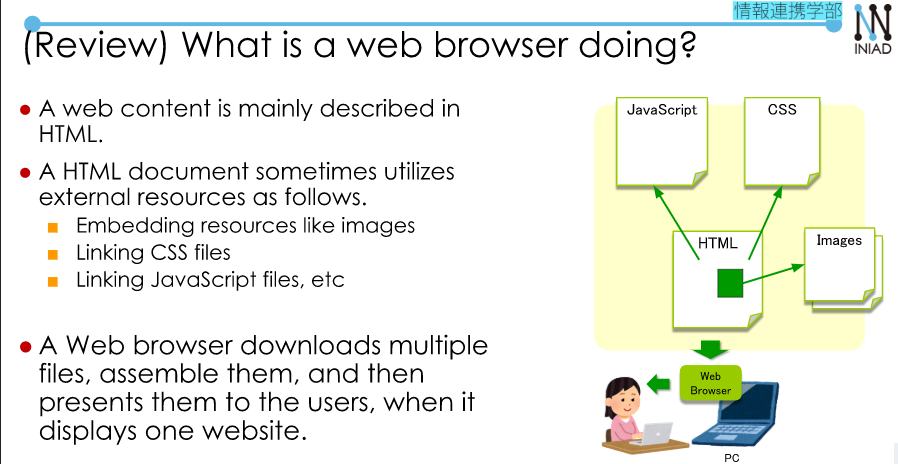 情報連携学部
INIAD
(Review) What is a web browser doing?
A web content is mainly described in
HTML.
A HTML document sometimes utilizes
external resources as follows.
Embedding resources like images
Linking CSS files
Linking JavaScript files, etc
A Web browser downloads multiple
files, assemble them, and then
presents them to the users, when it
displays one website.
JavaScript
CSS
HTML
Images
Web
Browser
PC